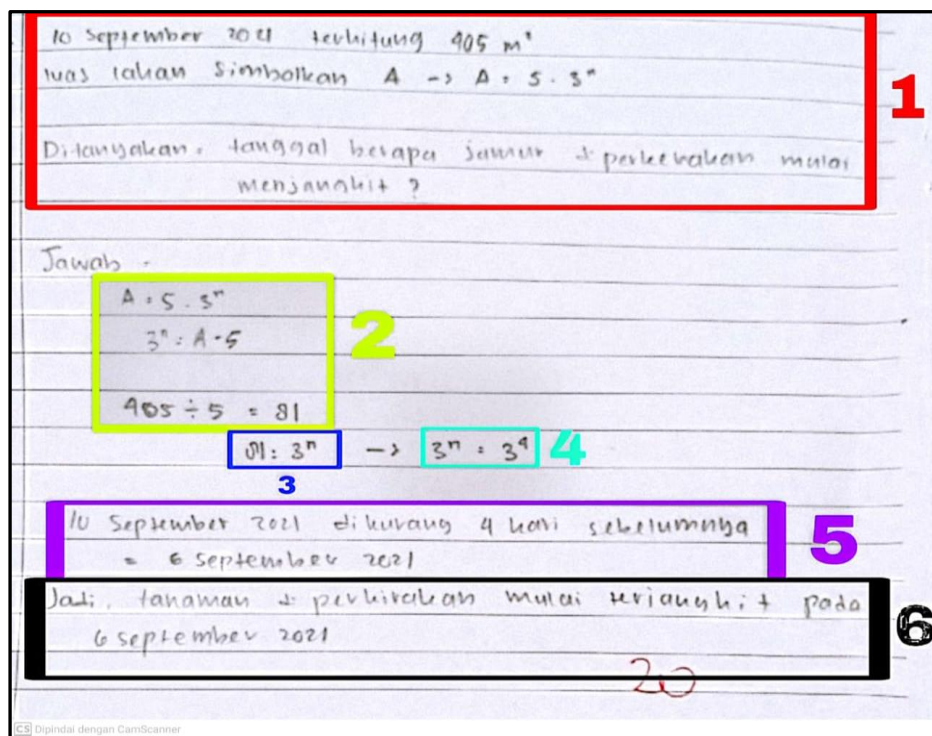 10 September 2021 terhitung 405 m²
luas lahan Simbolkan A -> A = 5 . 3ⁿ
1
Ditanyakan . tanggal berapa jamur di perkirakan mulai
menjangkit ?
Jawab .
A = 5 . 3ⁿ
3ⁿ = A ÷ 5
2
405 ÷ 5 = 81
81 = 3ⁿ -> 3ⁿ = 3⁴ 4
3
10 September 2021 dikurang 4 hari sebelumnya
= 6 September 2021
5
Jadi, tanaman di perkirakan mulai terjangkit pada
6 september 2021
6
20
CS Dipindai dengan CamScanner